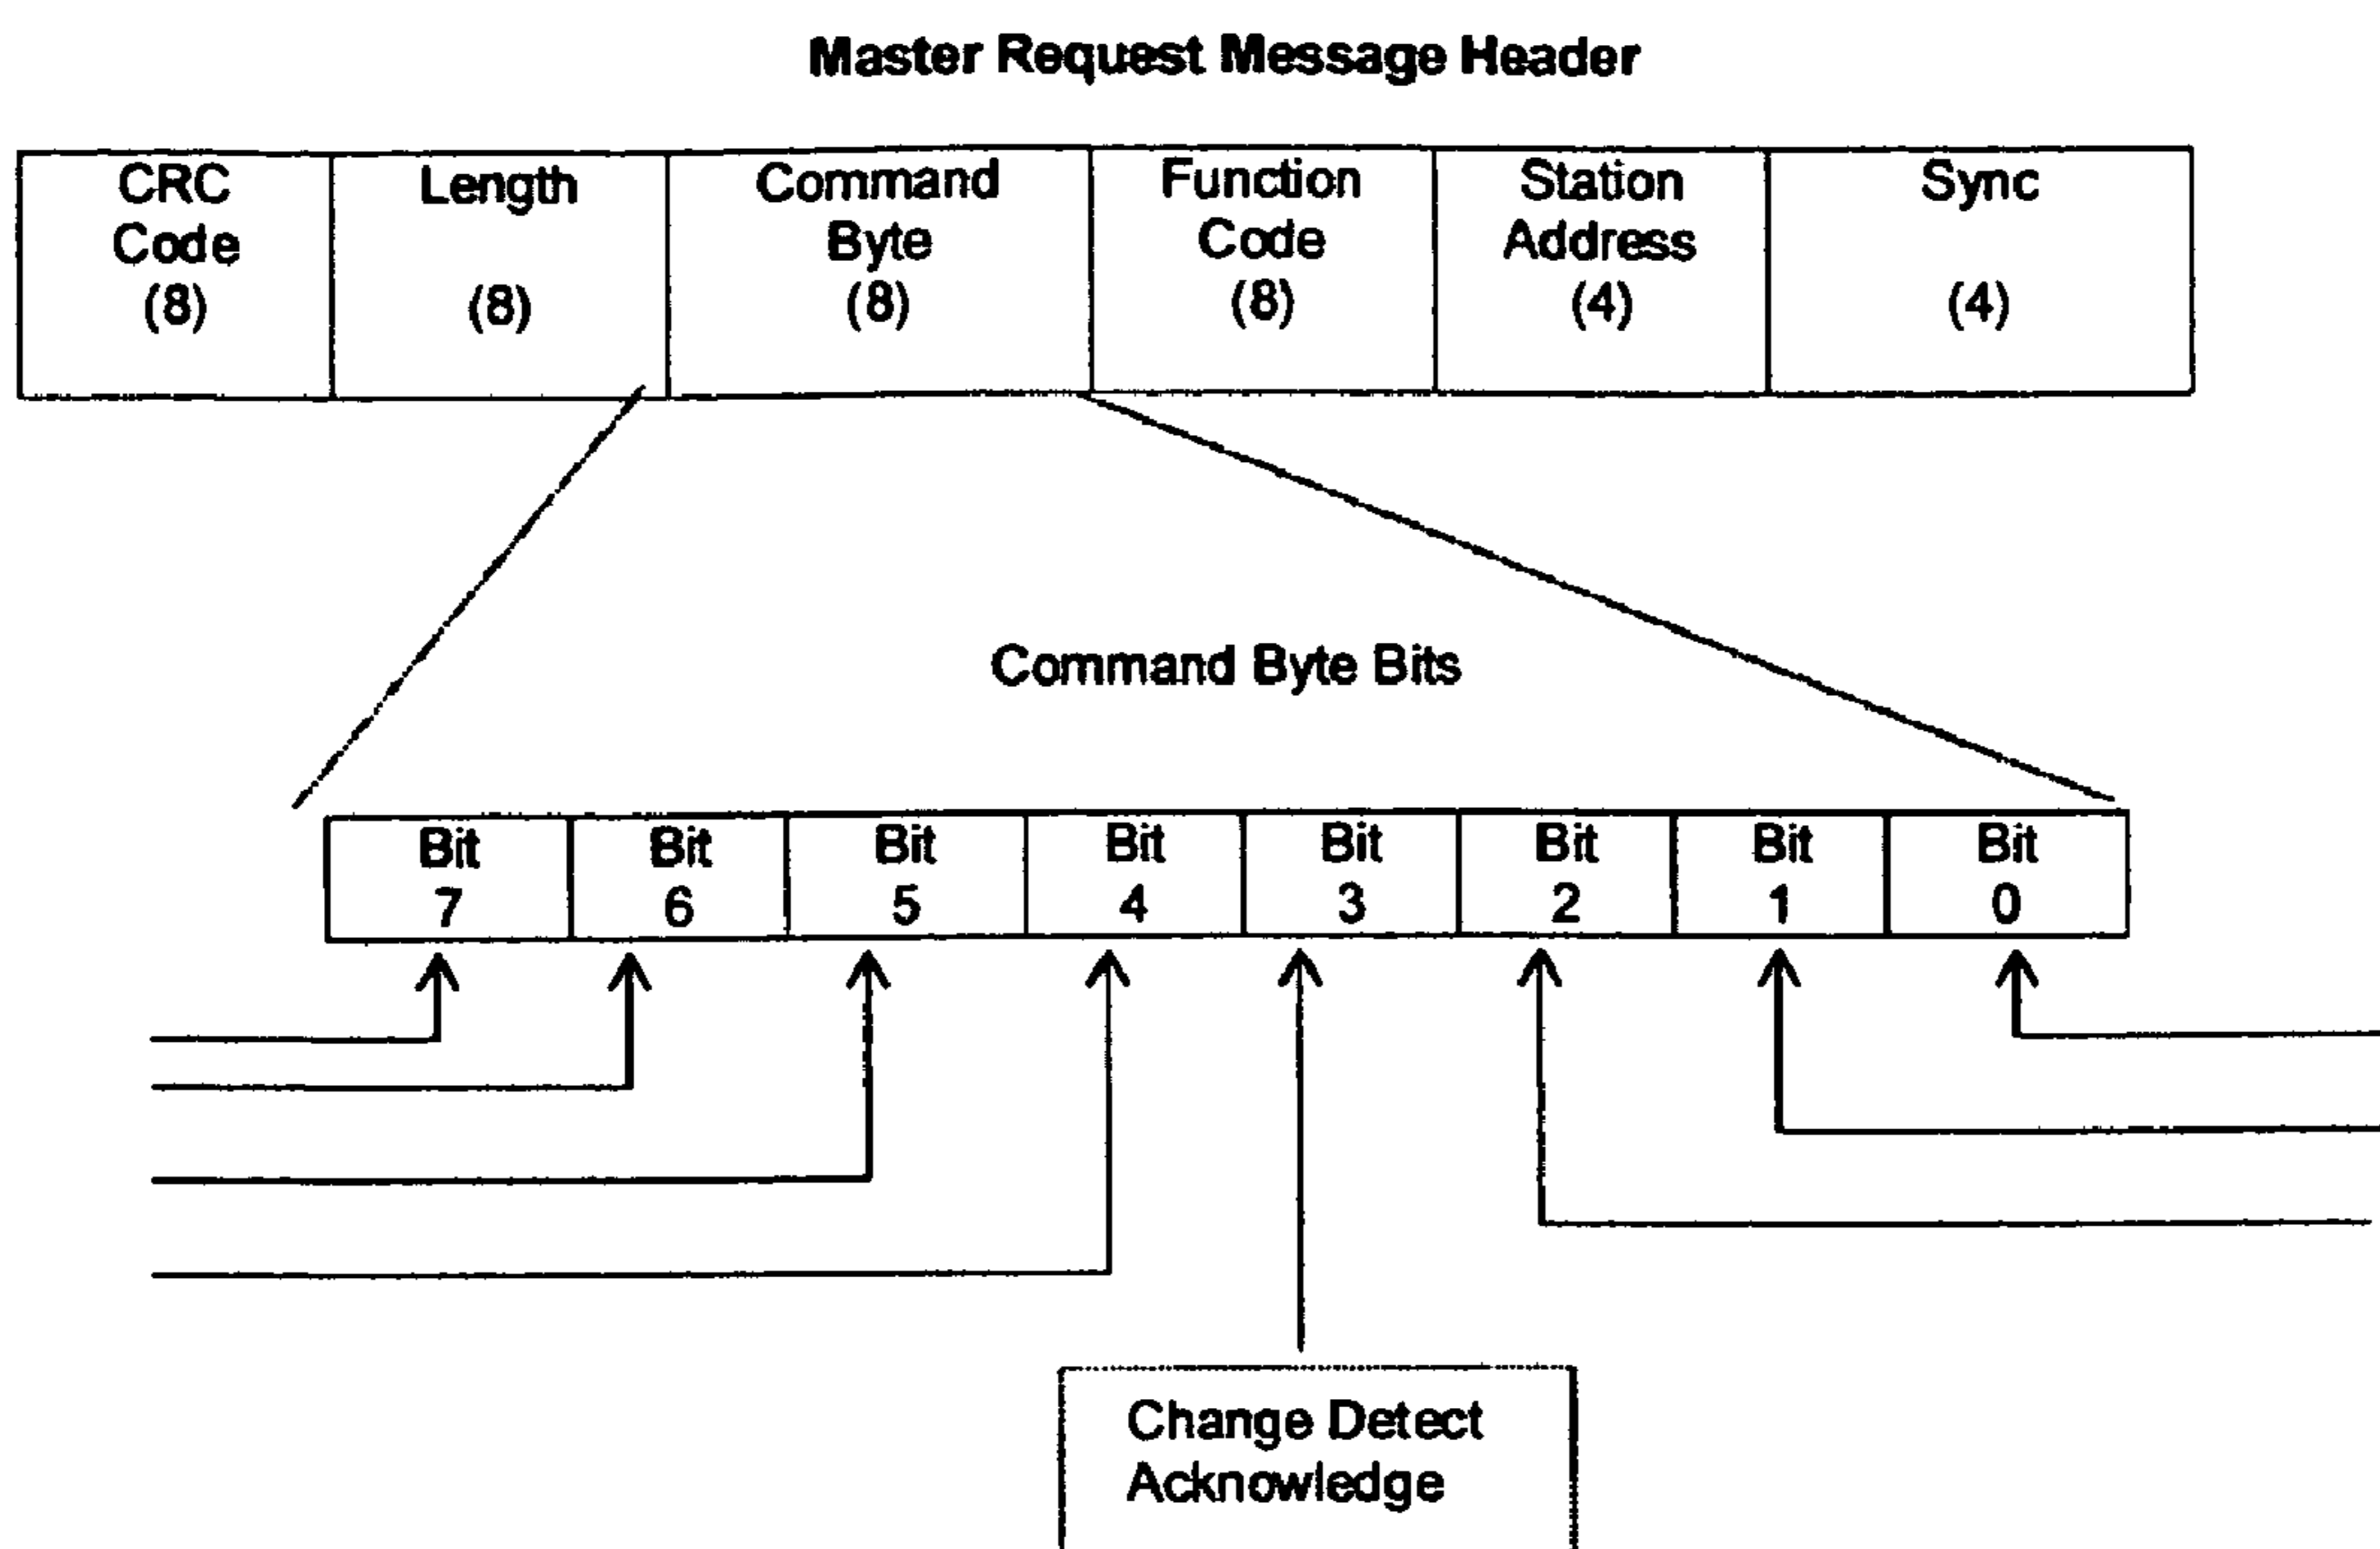 Master Request Message Header
CRC
Code
(8)
Length
(8)
Command
Byte
(8)
Function
Code
(8)
Station
Address
(4)
Sync
(4)
Command Byte Bits
Bit
7
Bit
6
Bit
5
Bit
4
Bit
3
Bit
2
Bit
1
Bit
0
Change Detect
Acknowledge